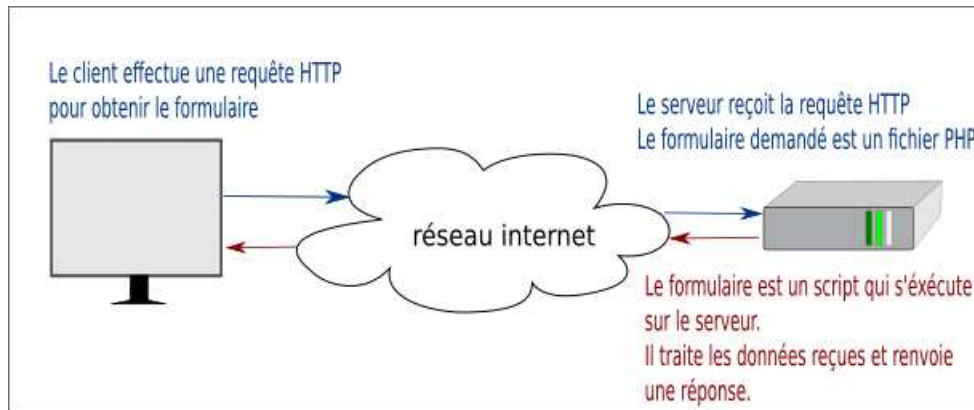 Le client effectue une requête HTTP
pour obtenir le formulaire
Le serveur reçoit la requête HTTP
Le formulaire demandé est un fichier PHP
réseau internet
Le formulaire est un script qui s'éxécute
sur le serveur.
Il traite les données reçues et renvoie
une réponse.